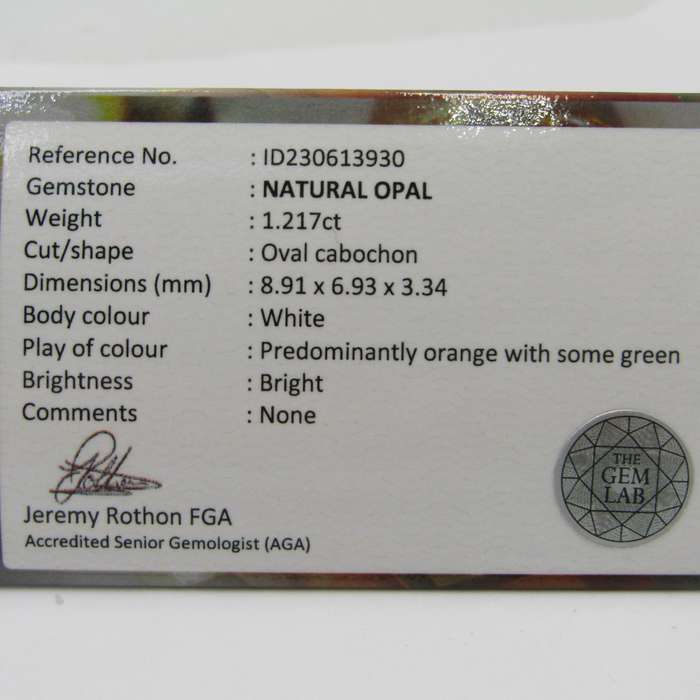 Reference No. : ID230613930
Gemstone : NATURAL OPAL
Weight : 1.217ct
Cut/shape : Oval cabochon
Dimensions (mm) : 8.91 x 6.93 x 3.34
Body colour : White
Play of colour : Predominantly orange with some green
Brightness : Bright
Comments : None
Jeremy Rothon FGA
Accredited Senior Gemologist (AGA)
THE
GEM
LAB